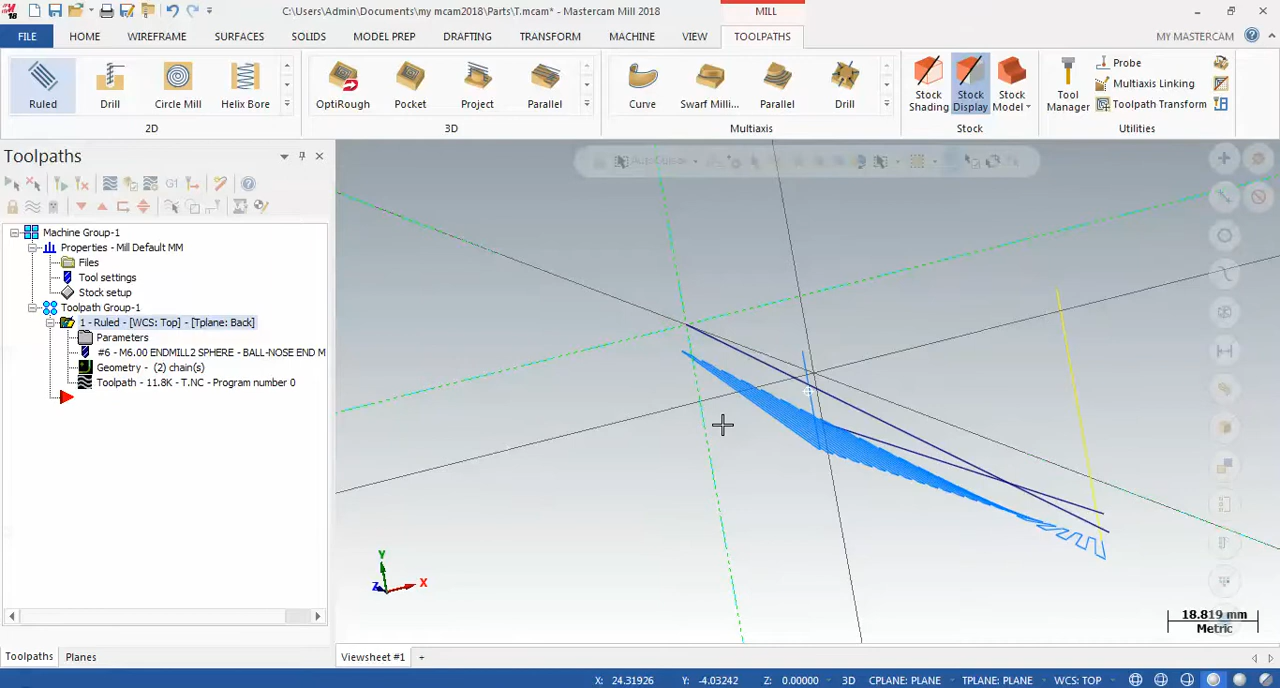 C:\Users\Admin\Documents\my mcam2018\Parts\T.mcam* - Mastercam Mill 2018
MILL
FILE HOME WIREFRAME SURFACES SOLIDS MODEL PREP DRAFTING TRANSFORM MACHINE VIEW TOOLPATHS MY MASTERCAM
Ruled Drill Circle Mill Helix Bore OptiRough Pocket Project Parallel Curve Swarf Milli... Parallel Drill Stock Shading Stock Display Stock Model Tool Manager
Probe
Multiaxis Linking
Toolpath Transform
2D 3D Multiaxis Stock Utilities
Toolpaths
G1
Machine Group-1
Properties - Mill Default MM
Files
Tool settings
Stock setup
Toolpath Group-1
1 - Ruled - [WCS: Top] - [Tplane: Back]
Parameters
#6 - M6.00 ENDMILL2 SPHERE - BALL-NOSE END M
Geometry - (2) chain(s)
Toolpath - 11.8K - T.NC - Program number 0
Y
X
Z
18.819 mm
Metric
Toolpaths Planes
Viewsheet #1 +
X: 24.31926 Y: -4.03242 Z: 0.00000 3D CPLANE: PLANE TPLANE: PLANE WCS: TOP